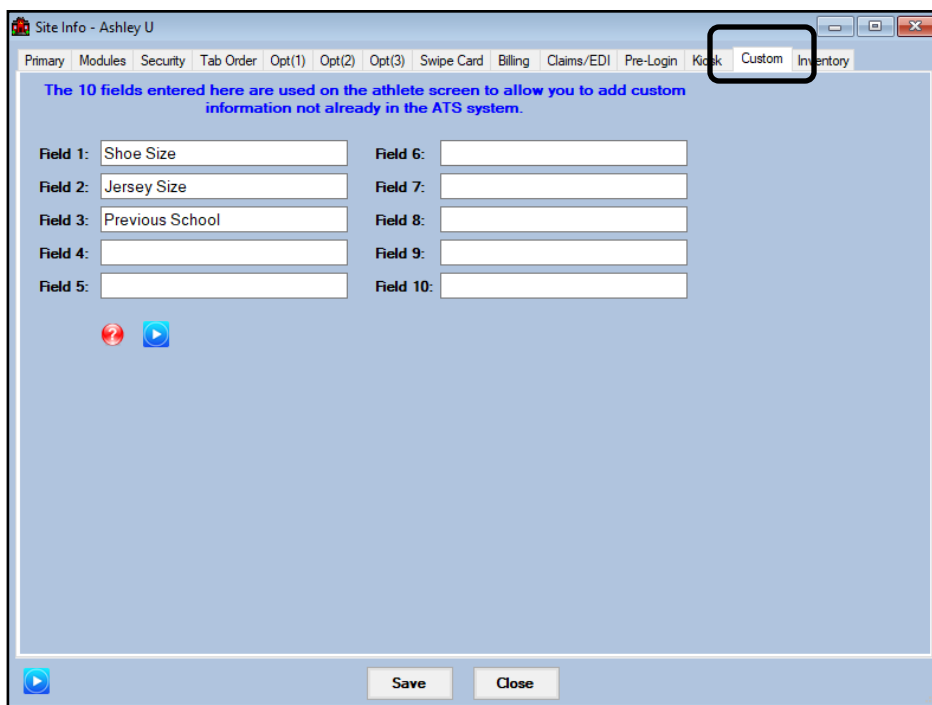 Site Info - Ashley U
Primary Modules Security Tab Order Opt(1) Opt(2) Opt(3) Swipe Card Billing Claims/EDI Pre-Login Kiosk Custom Inventory
The 10 fields entered here are used on the athlete screen to allow you to add custom
information not already in the ATS system.
Field 1: Shoe Size Field 6:
Field 2: Jersey Size Field 7:
Field 3: Previous School Field 8:
Field 4: Field 9:
Field 5: Field 10:
?
Save Close